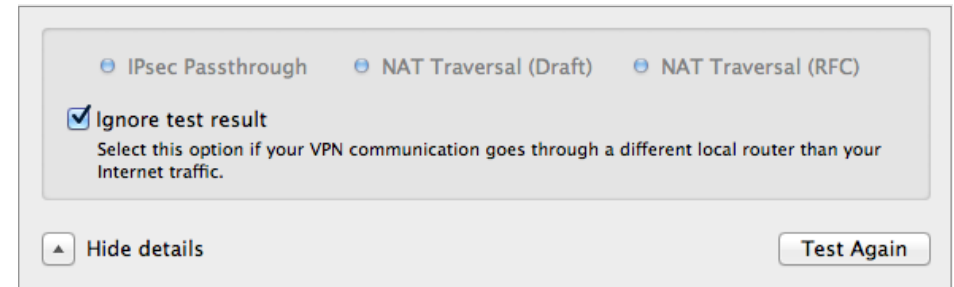 IPsec Passthrough NAT Traversal (Draft) NAT Traversal (RFC)
Ignore test result
Select this option if your VPN communication goes through a different local router than your
Internet traffic.
Hide details Test Again